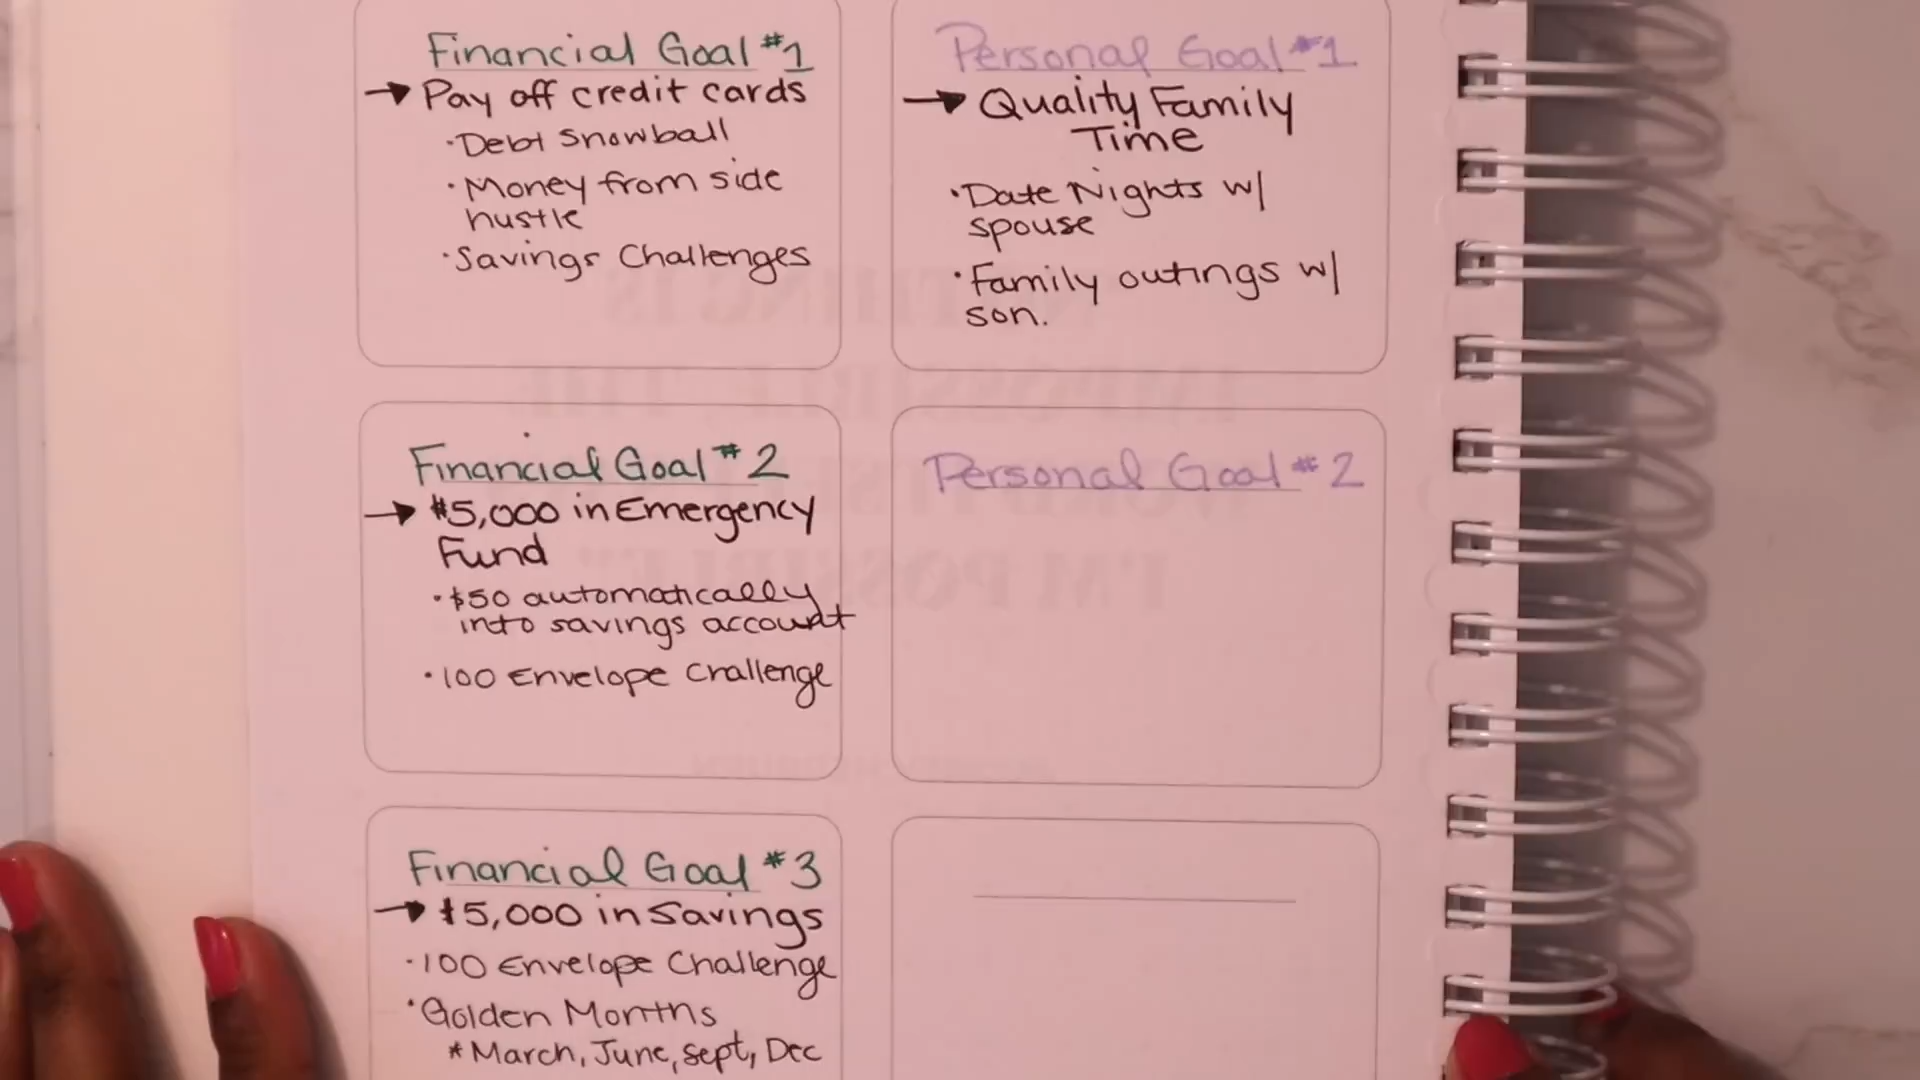 Financial Goal #1
→ Pay off credit cards
· Debt Snowball
· Money from side
hustle
· Savings Challenges
Personal Goal #1
→ Quality Family
Time
· Date Nights w/
spouse
· Family outings w/
son.
Financial Goal #2
→ $5,000 in Emergency
Fund
· $50 automatically
into savings account
· 100 Envelope Challenge
Personal Goal #2
Financial Goal #3
→ $5,000 in Savings
· 100 Envelope Challenge
· Golden Months
* March, June, Sept, Dec